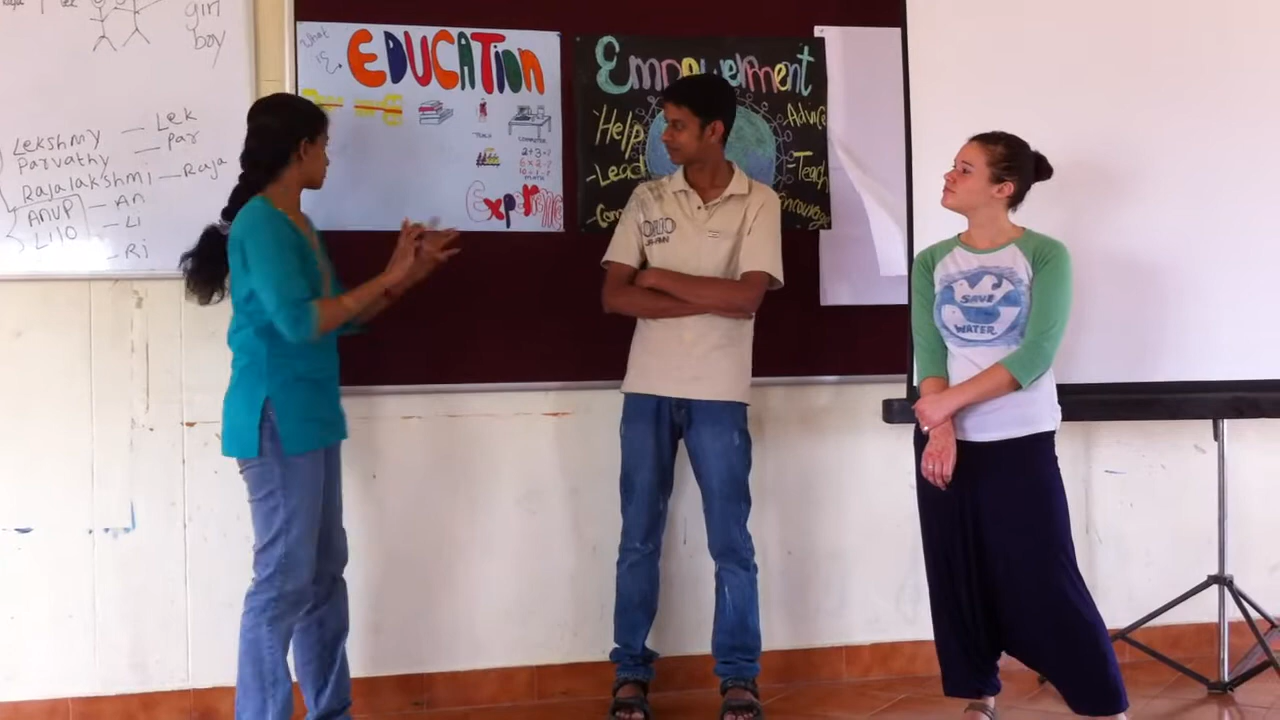 girl
boy
Lekshmy — Lek
Parvathy — Par
Rajalakshmi — Raja
ANUP — An
LIJO — Li
— Ri
What is
EDUCATION
COMPUTER
2+3=?
6x2=?
MATH
Empowerment
Help
-Lead
-Advice
-Teach
Encourage
SAVE
WATER